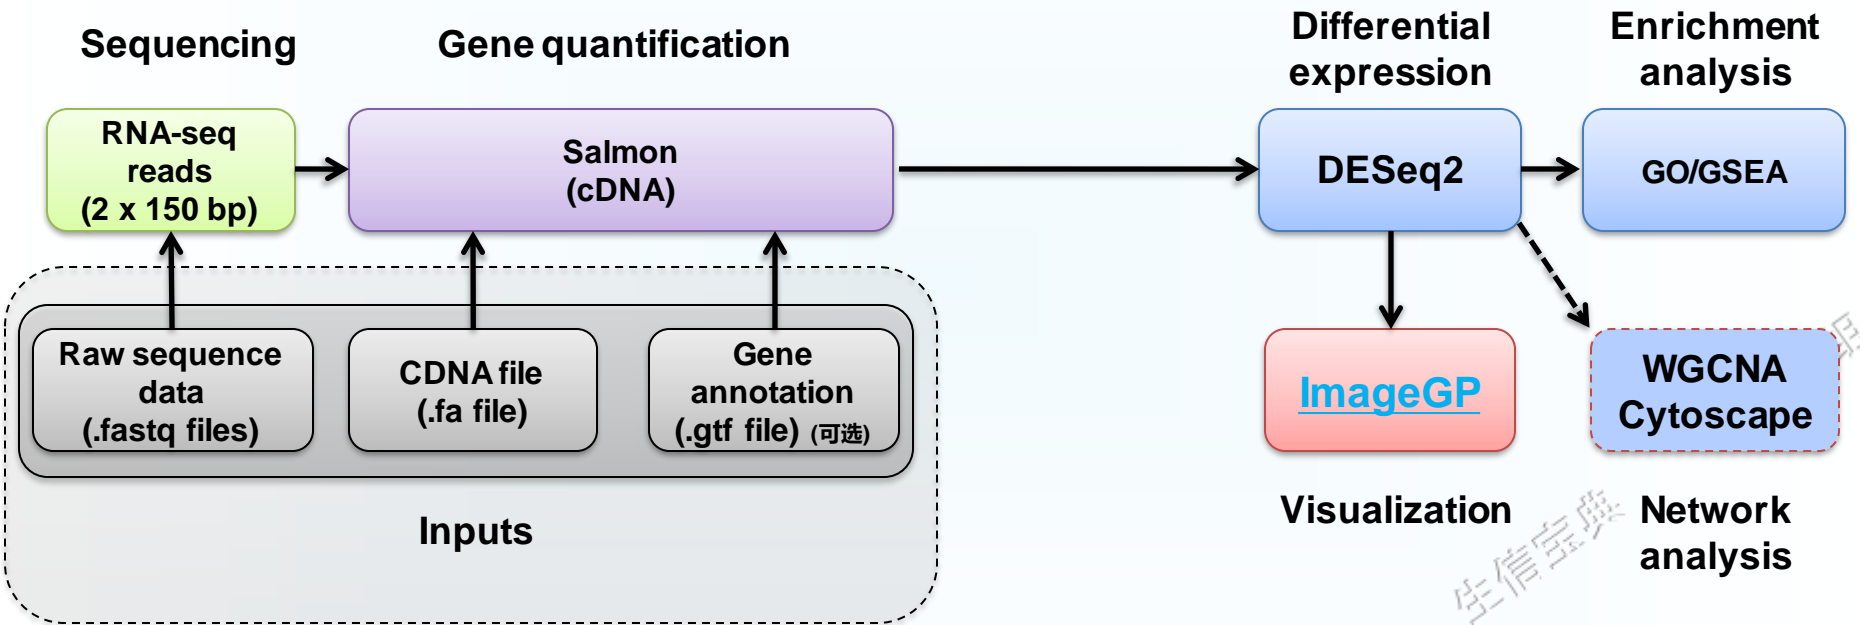 Sequencing
Gene quantification
Differential
expression
Enrichment
analysis
RNA-seq
reads
(2 x 150 bp)
Salmon
(cDNA)
DESeq2
GO/GSEA
Raw sequence
data
(.fastq files)
CDNA file
(.fa file)
Gene
annotation
(.gtf file) (可选)
ImageGP
WGCNA
Cytoscape
Inputs
Visualization
Network
analysis
生信宝典